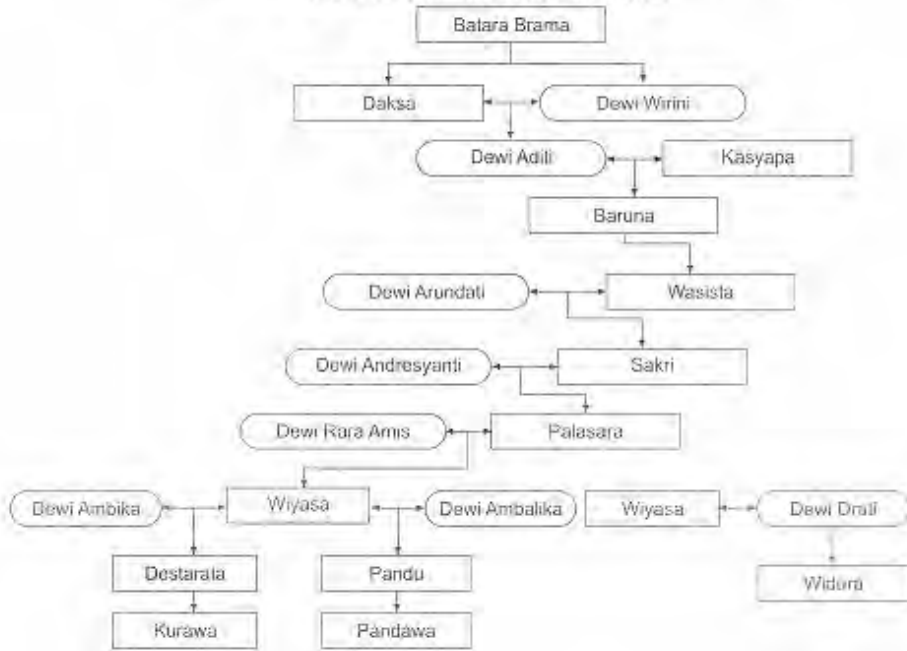 Batara Brama
Daksa
Dewi Wirini
Dewi Aditi
Kasyapa
Baruna
Dewi Arundati
Wasista
Dewi Andresyanti
Sakri
Dewi Rara Amis
Palasara
Dewi Ambika
Wiyasa
Dewi Ambalika
Wiyasa
Dewi Drati
Destarata
Pandu
Widura
Kurawa
Pandawa